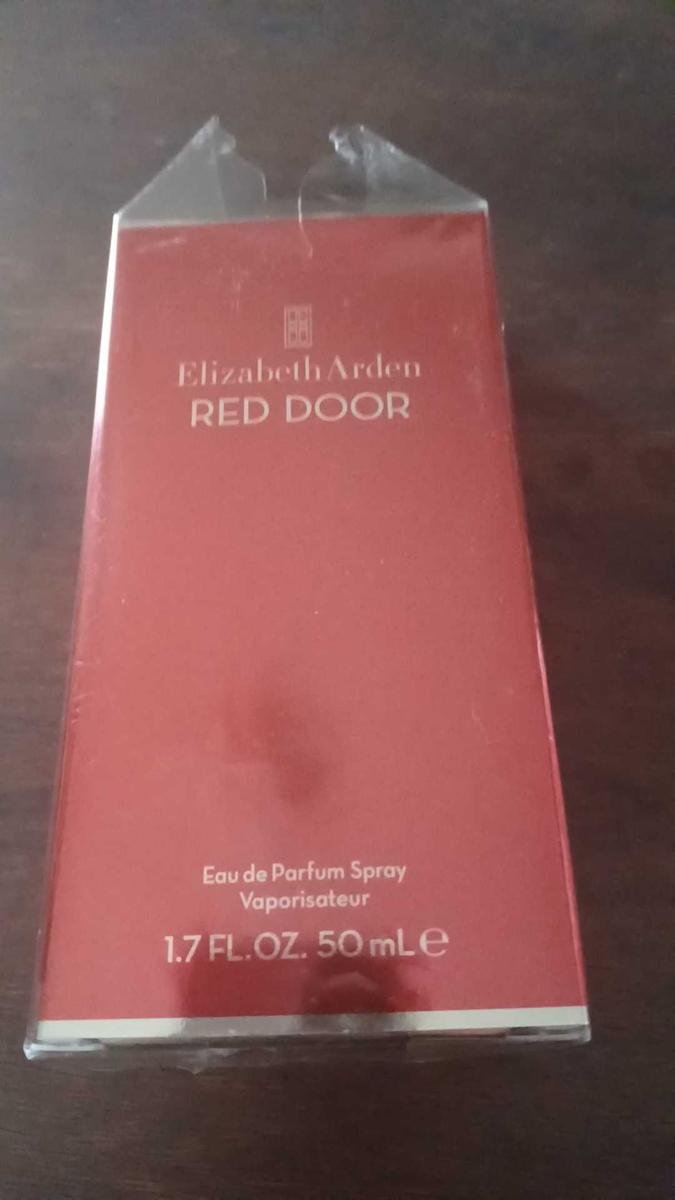 Elizabeth Arden
RED DOOR
Eau de Parfum Spray
Vaporisateur
1.7 FL.OZ. 50 mL e